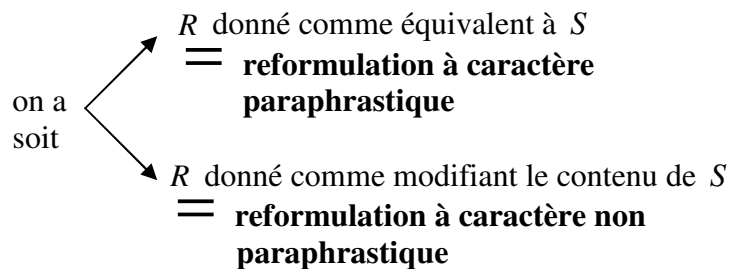 R donné comme équivalent à S
= reformulation à caractère
paraphrastique
on a
soit
R donné comme modifiant le contenu de S
= reformulation à caractère non
paraphrastique